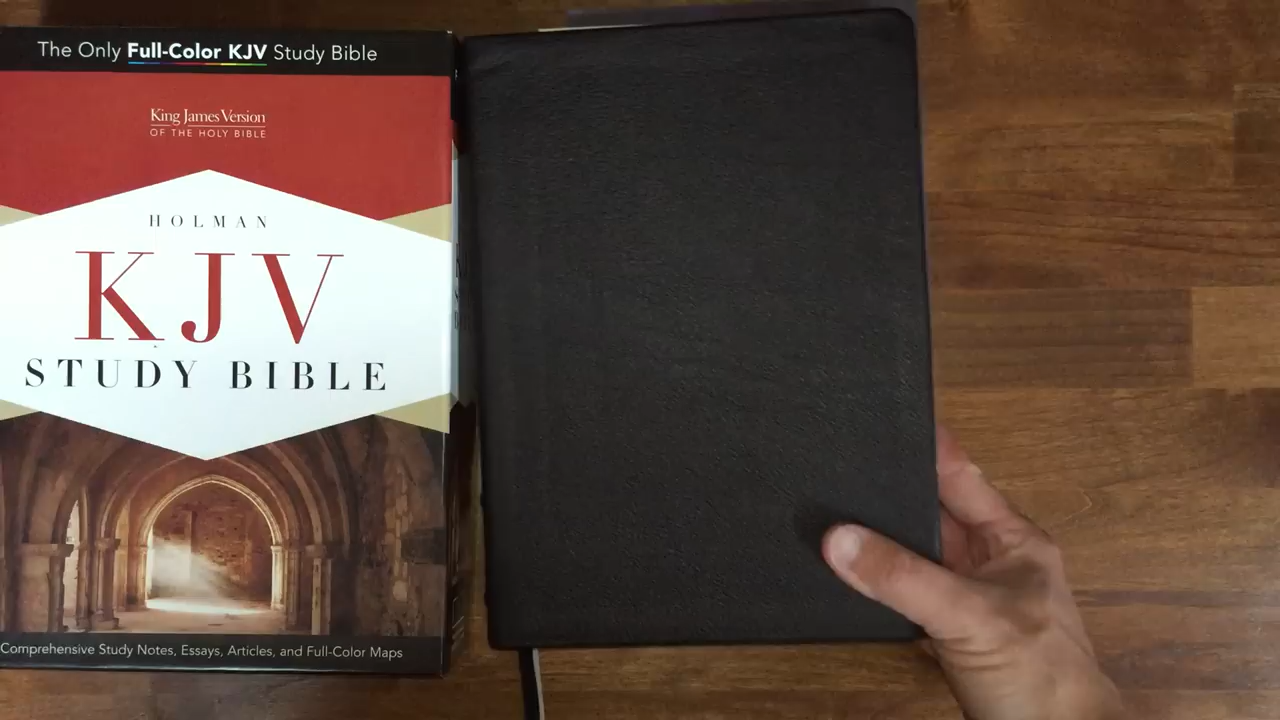 The Only Full-Color KJV Study Bible
King James Version
OF THE HOLY BIBLE
HOLMAN
KJV
STUDY BIBLE
Comprehensive Study Notes, Essays, Articles, and Full-Color Maps